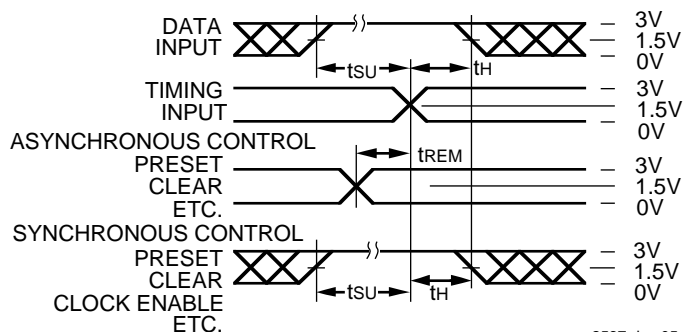 DATA
INPUT
3V
1.5V
0V
tSU
tH
TIMING
INPUT
3V
1.5V
0V
ASYNCHRONOUS CONTROL
PRESET
CLEAR
ETC.
tREM
3V
1.5V
0V
SYNCHRONOUS CONTROL
PRESET
CLEAR
CLOCK ENABLE
ETC.
tSU
tH
3V
1.5V
0V